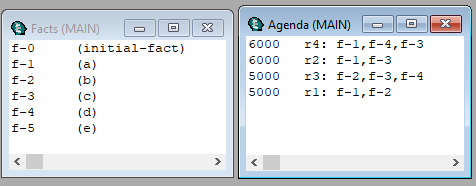 Facts (MAIN)
f-0     (initial-fact)
f-1     (a)
f-2     (b)
f-3     (c)
f-4     (d)
f-5     (e)
Agenda (MAIN)
6000   r4: f-1,f-4,f-3
6000   r2: f-1,f-3
5000   r3: f-2,f-3,f-4
5000   r1: f-1,f-2